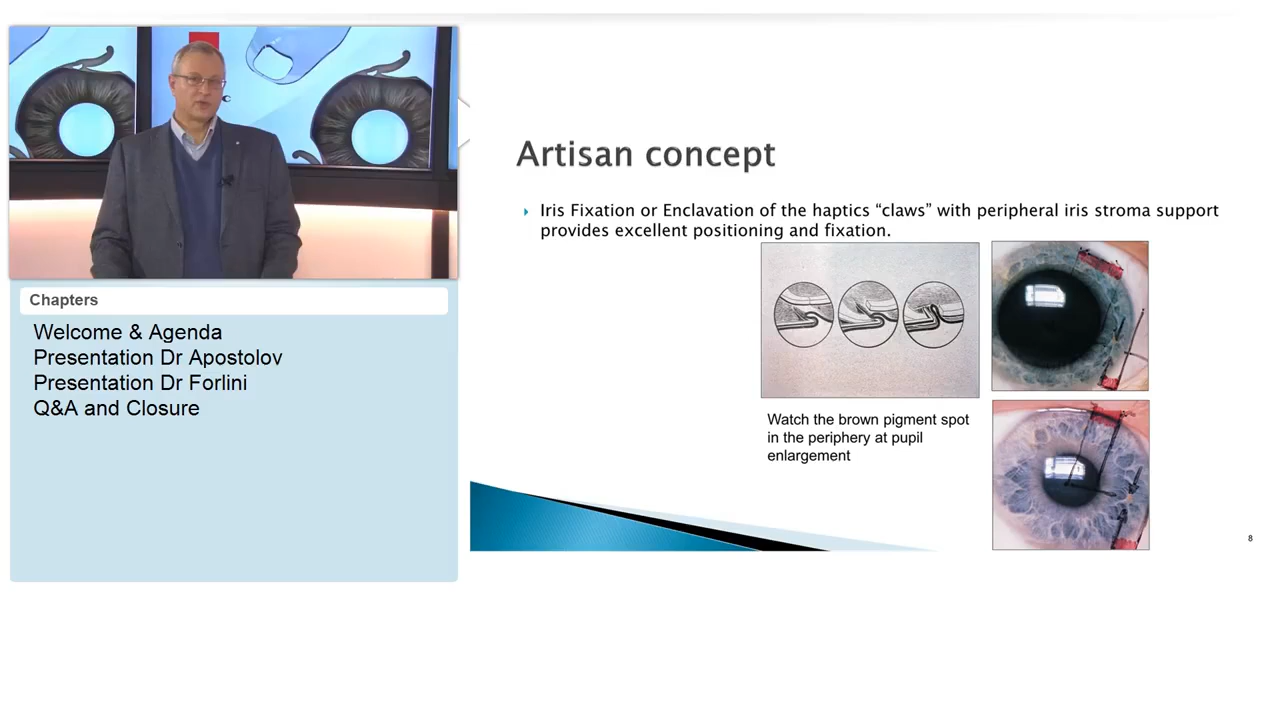 Chapters
Welcome & Agenda
Presentation Dr Apostolov
Presentation Dr Forlini
Q&A and Closure
Artisan concept
Iris Fixation or Enclavation of the haptics “claws” with peripheral iris stroma support
provides excellent positioning and fixation.
Watch the brown pigment spot
in the periphery at pupil
enlargement
8